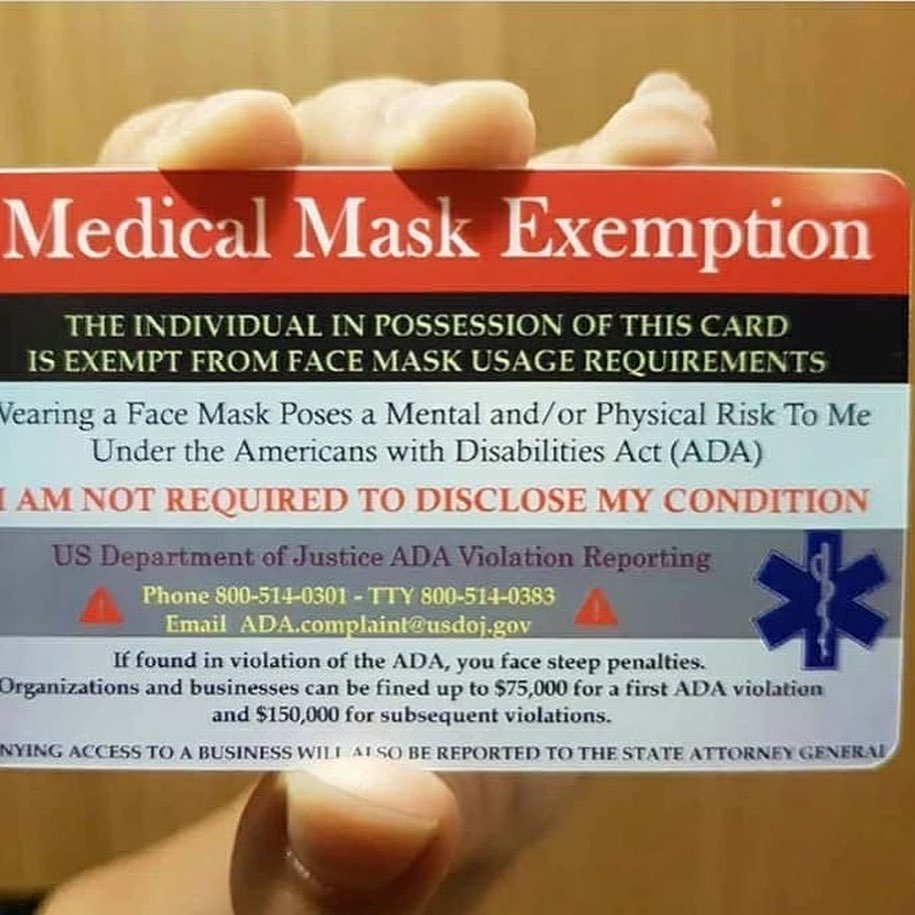 Medical Mask Exemption
THE INDIVIDUAL IN POSSESSION OF THIS CARD
IS EXEMPT FROM FACE MASK USAGE REQUIREMENTS
Wearing a Face Mask Poses a Mental and/or Physical Risk To Me
Under the Americans with Disabilities Act (ADA)
I AM NOT REQUIRED TO DISCLOSE MY CONDITION
US Department of Justice ADA Violation Reporting
Phone 800-514-0301 - TTY 800-514-0383
Email ADA.complaint@usdoj.gov
If found in violation of the ADA, you face steep penalties.
Organizations and businesses can be fined up to $75,000 for a first ADA violation
and $150,000 for subsequent violations.
NYING ACCESS TO A BUSINESS WILL ALSO BE REPORTED TO THE STATE ATTORNEY GENERAL